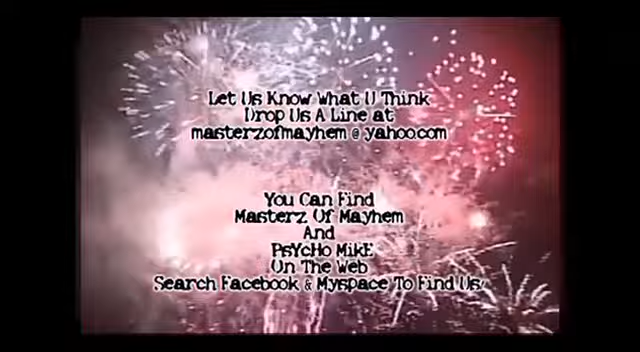 Let Us Know What U Think
Drop Us A Line at
masterzofmayhem @ yahoo.com
You Can Find
Masterz Of Mayhem
And
PsYcHo MikE
On The Web
Search Facebook & Myspace To Find Us